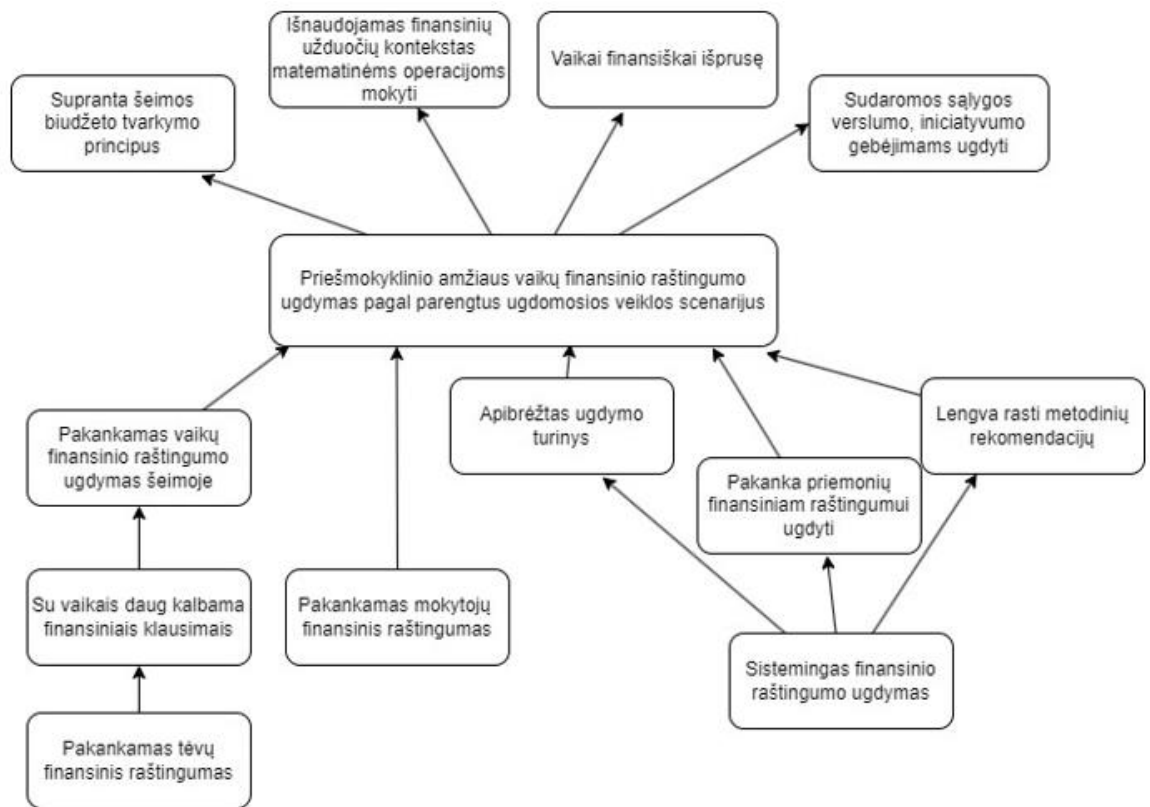 Išnaudojamas finansinių
užduočių kontekstas
matematinėms operacijoms
mokyti
Vaikai finansiškai išprusę
Supranta šeimos
biudžeto tvarkymo
principus
Sudaromos sąlygos
verslumo, iniciatyvumo
gebėjimams ugdyti
Priešmokyklinio amžiaus vaikų finansinio raštingumo
ugdymas pagal parengtus ugdomosios veiklos scenarijus
Pakankamas vaikų
finansinio raštingumo
ugdymas šeimoje
Apibrėžtas ugdymo
turinys
Lengva rasti metodinių
rekomendacijų
Pakanka priemonių
finansiniam raštingumui
ugdyti
Su vaikais daug kalbama
finansiniais klausimais
Pakankamas mokytojų
finansinis raštingumas
Sistemingas finansinio
raštingumo ugdymas
Pakankamas tėvų
finansinis raštingumas